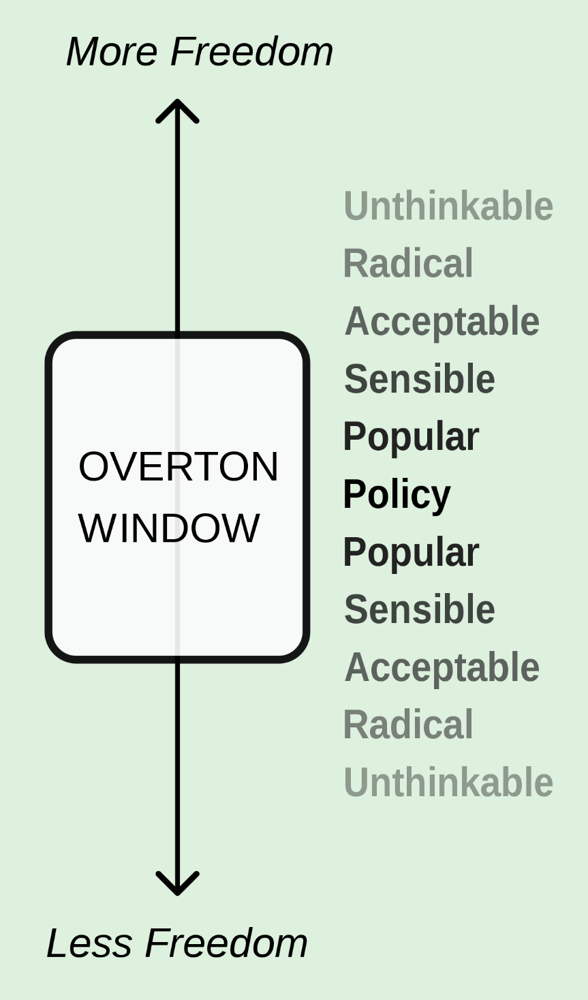 More Freedom
Unthinkable
Radical
Acceptable
Sensible
Popular
OVERTON
WINDOW
Policy
Popular
Sensible
Acceptable
Radical
Unthinkable
Less Freedom